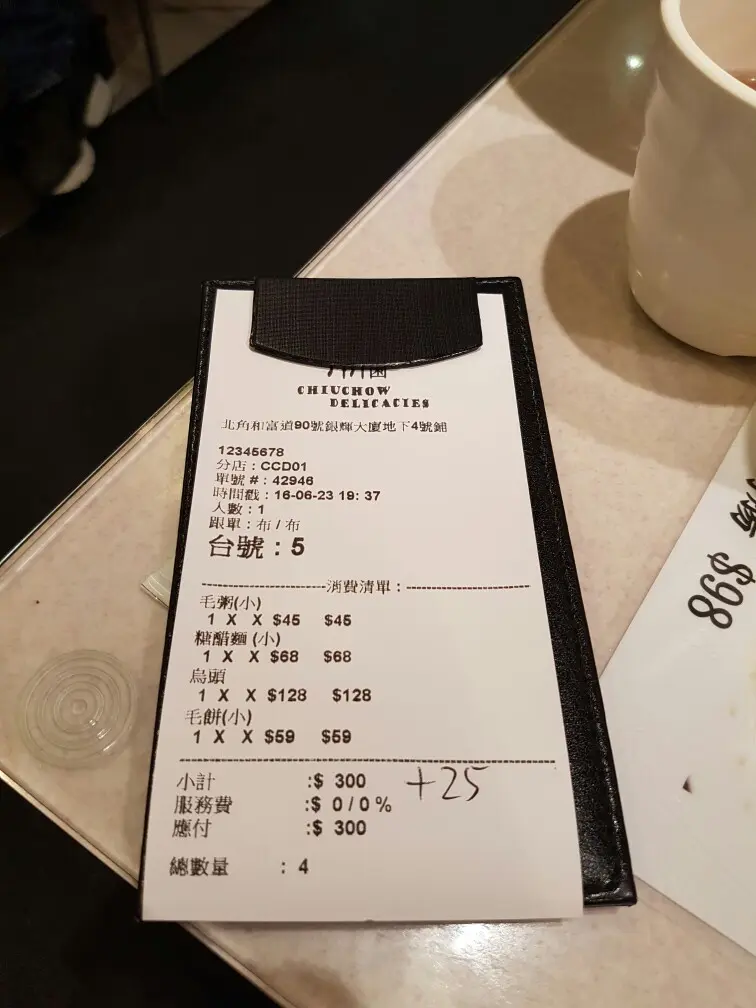 CHIUCHOW
DELICACIES
北角和富道90號銀輝大廈地下4號鋪
12345678
分店 : CCD01
單號 # : 42946
時間戳 : 16-06-23 19: 37
人數 : 1
跟單 : 布 / 布
台號 : 5
消費清單 :
毛粥(小)
1 X X $45 $45
糖醋麵 (小)
1 X X $68 $68
烏頭
1 X X $128 $128
毛餅(小)
1 X X $59 $59
小計 :$ 300 +25
服務費 :$ 0 / 0 %
應付 :$ 300
總數量 : 4
86$